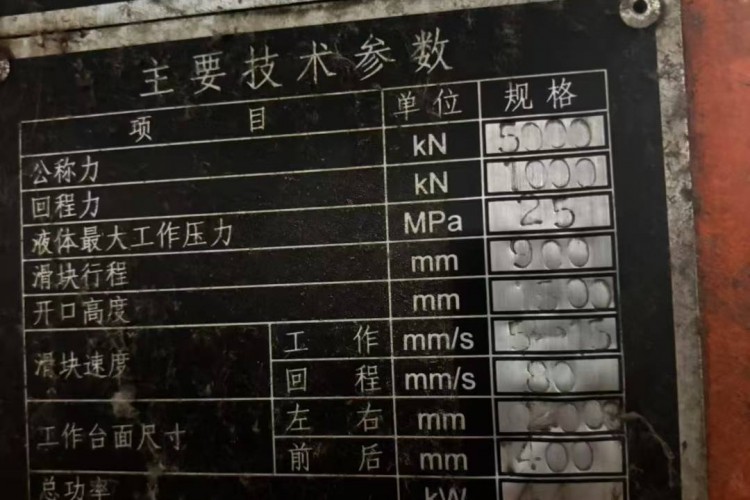 主要技术参数
项 目 单位 规格
公称力 kN 5000
回程力 kN 1000
液体最大工作压力 MPa 25
滑块行程 mm 900
开口高度 mm 1500
滑块速度 工作 mm/s
回程 mm/s 80
工作台面尺寸 左右 mm
前后 mm 400
总功率 kW